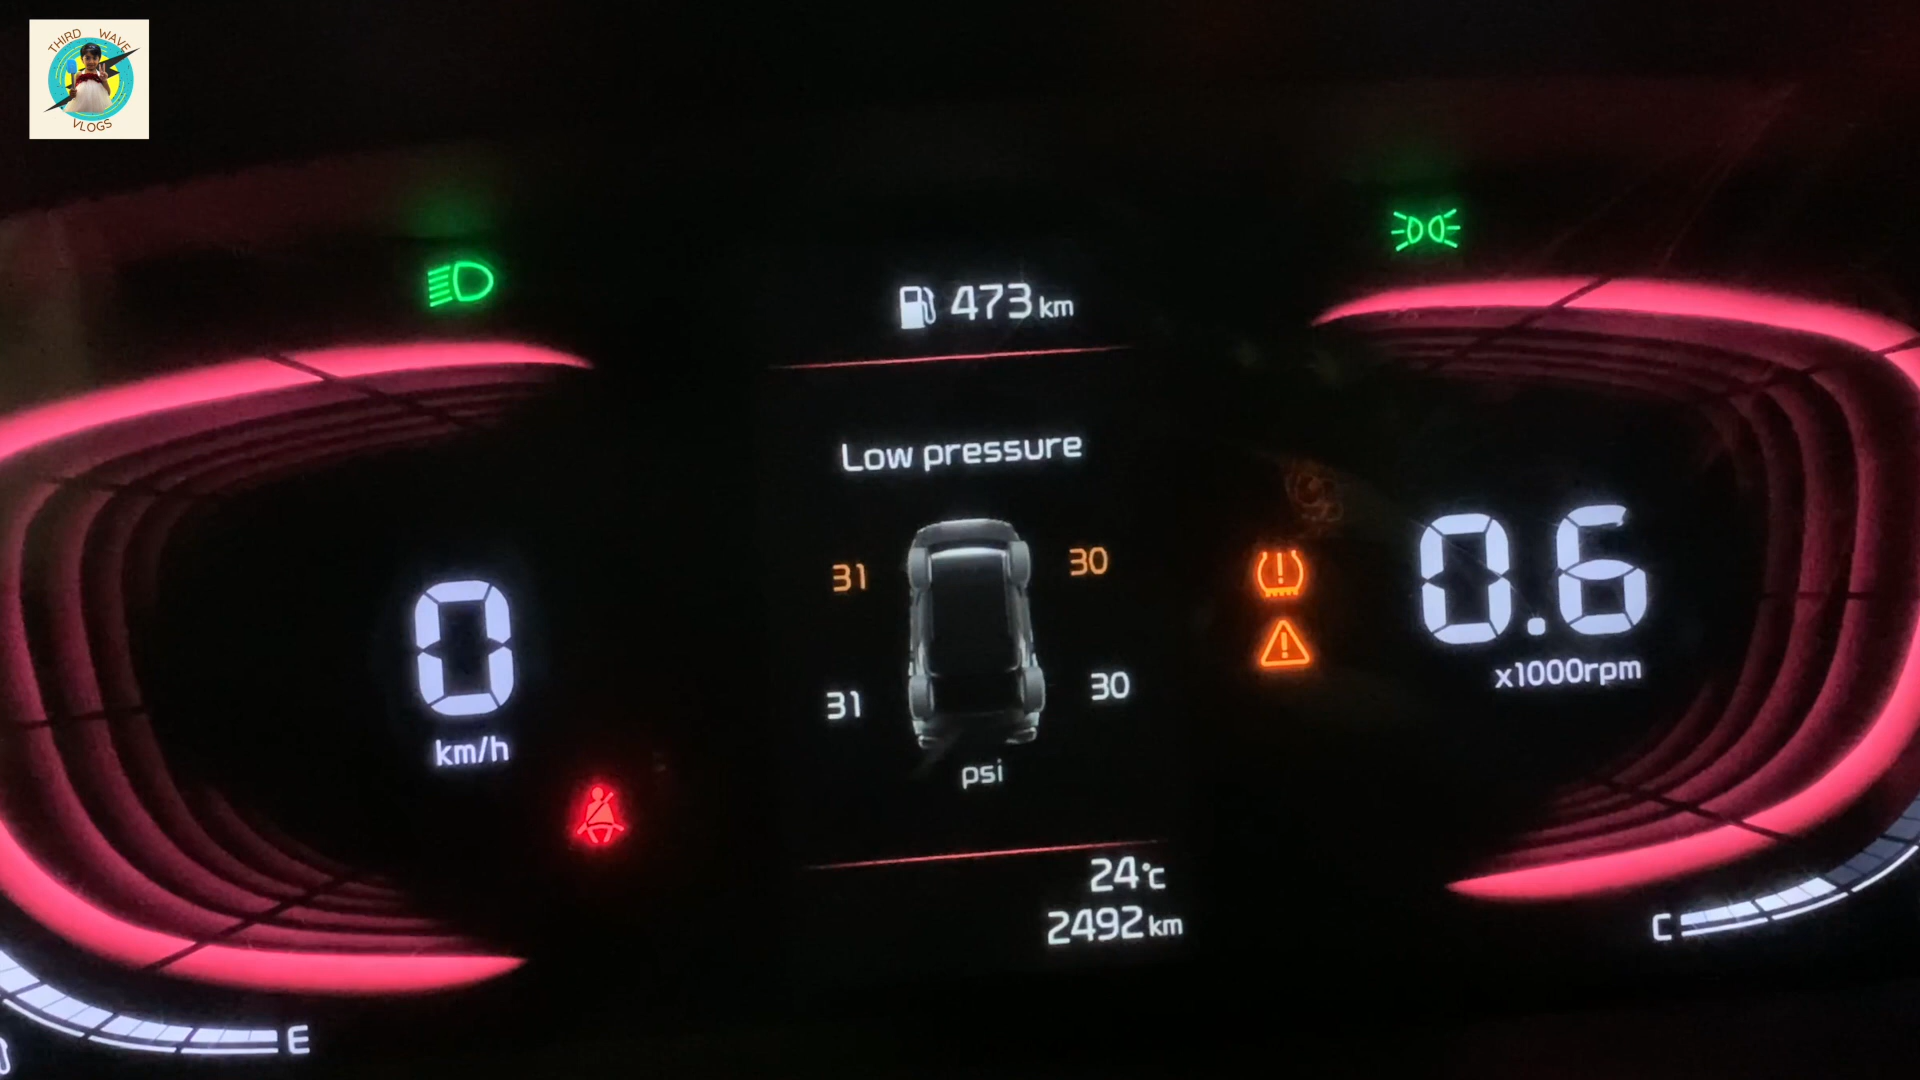 THIRD WAVE
VLOGS
473 km
Low pressure
31 30
31 30
psi
0
km/h
0.6
x1000rpm
24°C
2492 km
C
E